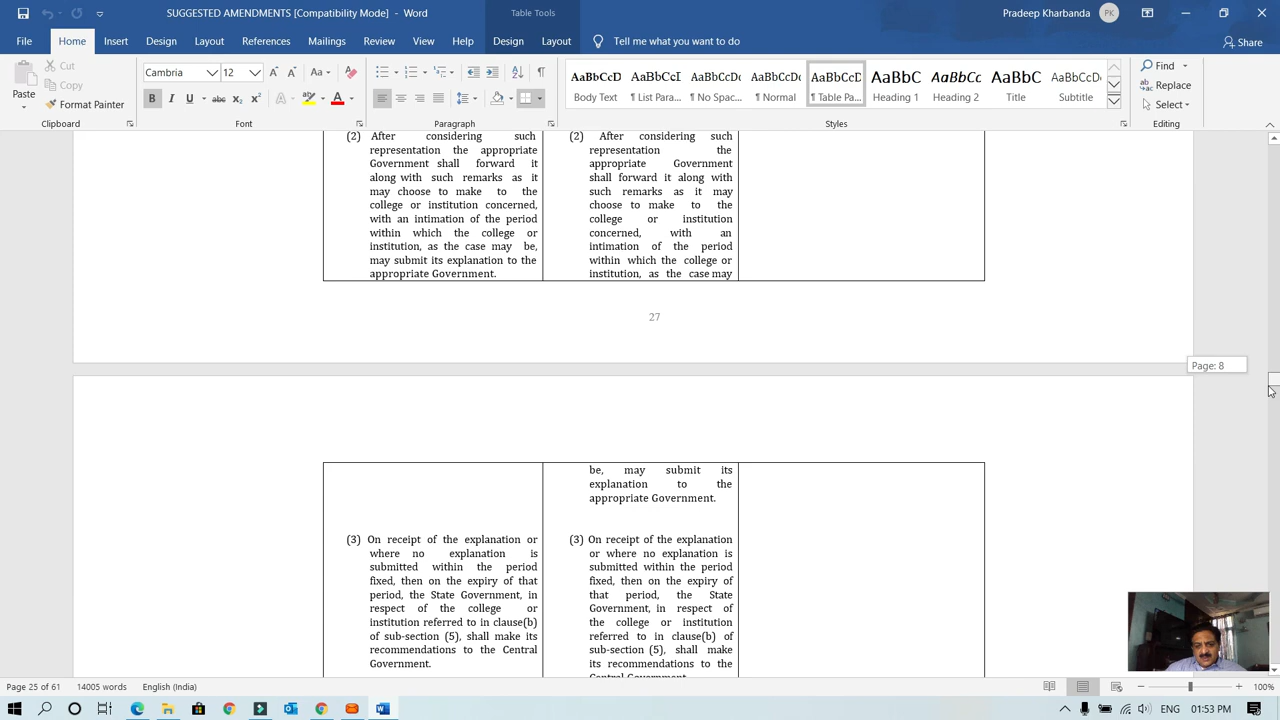 SUGGESTED AMENDMENTS [Compatibility Mode] - Word
Table Tools
Pradeep Kharbanda
File Home Insert Design Layout References Mailings Review View Help Design Layout Tell me what you want to do
Share
Cut
Copy
Format Painter
Paste
Clipboard
Cambria 12
Font
Paragraph
AaBbCcD AaBbCcI AaBbCcDc AaBbCcDc AaBbCcD AaBbC AaBbCc AaBbC AaBbCcD
Body Text ¶ List Para... ¶ No Spac... ¶ Normal ¶ Table Pa... Heading 1 Heading 2 Title Subtitle
Styles
Find
Replace
Select
Editing
(2) After considering such
representation the appropriate
Government shall forward it
along with such remarks as it
may choose to make to the
college or institution concerned,
with an intimation of the period
within which the college or
institution, as the case may be,
may submit its explanation to the
appropriate Government.
(2) After considering such
representation the
appropriate Government
shall forward it along with
such remarks as it may
choose to make to the
college or institution
concerned, with an
intimation of the period
within which the college or
institution, as the case may
27
Page: 8
be, may submit its
explanation to the
appropriate Government.
(3) On receipt of the explanation or
where no explanation is
submitted within the period
fixed, then on the expiry of that
period, the State Government, in
respect of the college or
institution referred to in clause(b)
of sub-section (5), shall make its
recommendations to the Central
Government.
(3) On receipt of the explanation
or where no explanation is
submitted within the period
fixed, then on the expiry of
that period, the State
Government, in respect of
the college or institution
referred to in clause(b) of
sub-section (5), shall make
its recommendations to the
Central Government
Page 25 of 61 14005 words English (India)
100%
01:53 PM